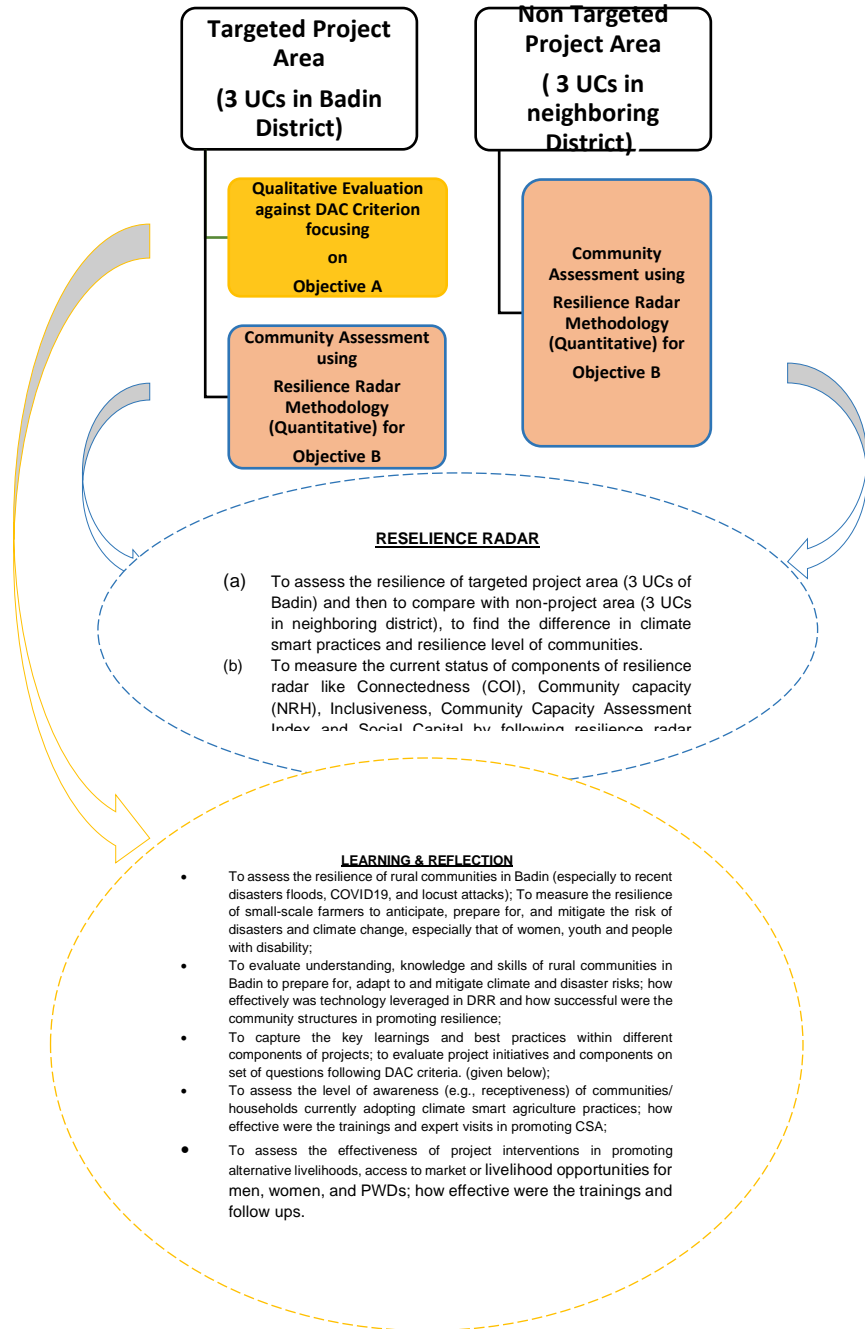 Targeted Project
Area
(3 UCs in Badin
District)
Non Targeted
Project Area
( 3 UCs in
neighboring
District)
Qualitative Evaluation
against DAC Criterion
focusing
on
Objective A
Community Assessment
using
Resilience Radar
Methodology
(Quantitative) for
Objective B
Community
Assessment using
Resilience Radar
Methodology
(Quantitative) for
Objective B
RESELIENCE RADAR
(a) To assess the resilience of targeted project area (3 UCs of
Badin) and then to compare with non-project area (3 UCs
in neighboring district), to find the difference in climate
smart practices and resilience level of communities.
(b) To measure the current status of components of resilience
radar like Connectedness (COI), Community capacity
(NRH), Inclusiveness, Community Capacity Assessment
Index and Social Capital by following resilience radar
LEARNING & REFLECTION
• To assess the resilience of rural communities in Badin (especially to recent
disasters floods, COVID19, and locust attacks); To measure the resilience
of small-scale farmers to anticipate, prepare for, and mitigate the risk of
disasters and climate change, especially that of women, youth and people
with disability;
• To evaluate understanding, knowledge and skills of rural communities in
Badin to prepare for, adapt to and mitigate climate and disaster risks; how
effectively was technology leveraged in DRR and how successful were the
community structures in promoting resilience;
• To capture the key learnings and best practices within different
components of projects; to evaluate project initiatives and components on
set of questions following DAC criteria. (given below);
• To assess the level of awareness (e.g., receptiveness) of communities/
households currently adopting climate smart agriculture practices; how
effective were the trainings and expert visits in promoting CSA;
• To assess the effectiveness of project interventions in promoting
alternative livelihoods, access to market or livelihood opportunities for
men, women, and PWDs; how effective were the trainings and
follow ups.